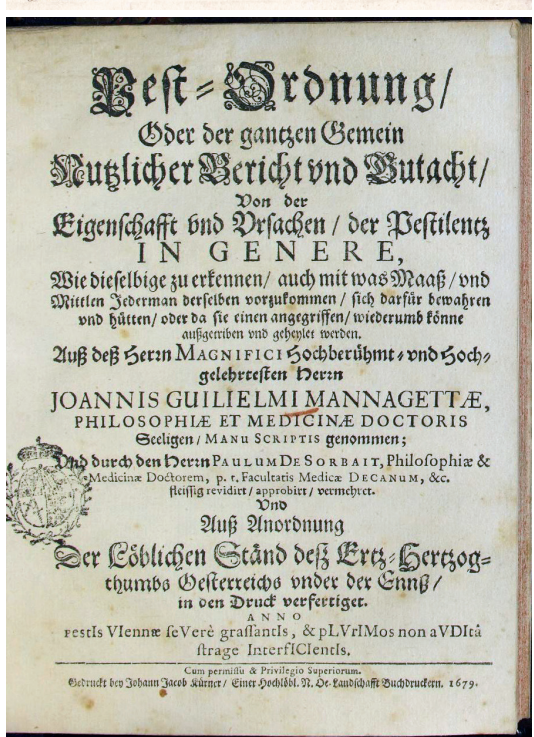 Pest-Ordnung/
Oder der gantzen Gemein
Nutzlicher Bericht vnd Gutacht/
Von der
Eigenschafft vnd Vrsachen / der Pestilentz
IN GENERE,
Wie dieselbige zu erkennen / auch mit was Maaß / vnd
Mittlen Jederman derselben vorzukommen / sich darfür bewahren
vnd hütten / oder da sie einen angegriffen / wiederumb könne
außgetriben vnd geheylet werden.
Auß deß Herrn MAGNIFICI Hochberühmt- vnd Hoch-
gelehrtesten Herrn
JOANNIS GUILIELMI MANNAGETTÆ,
PHILOSOPHIÆ ET MEDICINÆ DOCTORIS
Seeligen / MANU SCRIPTIS genommen;
Vnd durch den Herrn PAULUM DE SORBAIT, Philosophiæ &
Medicinæ Doctorem, p. t. Facultatis Medicæ DECANUM, &c.
fleissig revidirt / approbirt / vermehret.
Vnd
Auß Anordnung
Der Löblichen Ständ deß Ertz-Hertzog-
thumbs Oesterreichs vnder der Ennß /
in den Druck verfertiget.
ANNO
PestIs VIennæ seVerè grassantIs, & pLVrIMos non aVDItâ
strage InterfICIentIs.
Cum permissu & Privilegio Superiorum.
Gedruckt bey Johann Jacob Kürner / Einer Hochlöbl. N. Oe. Landschafft Buchdruckern. 1679.